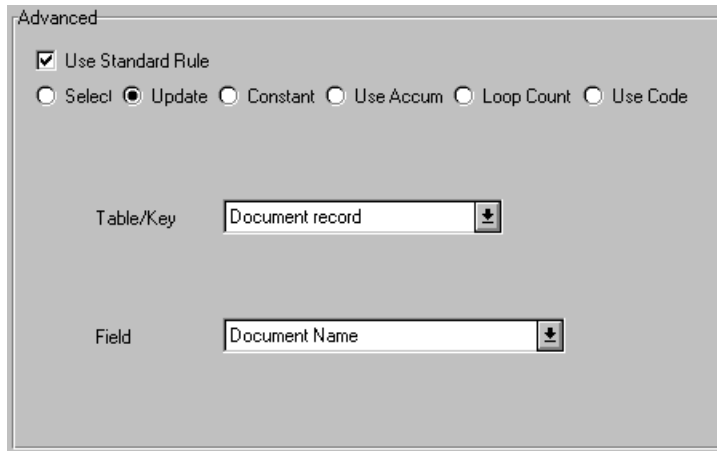 Advanced
Use Standard Rule
Select Update Constant Use Accum Loop Count Use Code
Table/Key Document record
Field Document Name